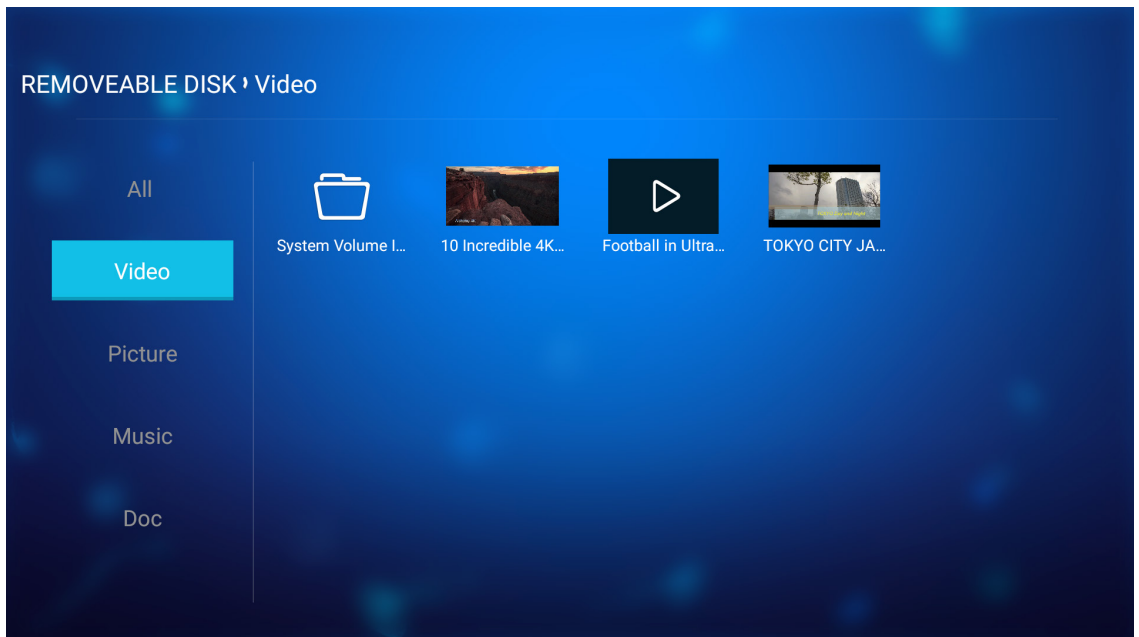 REMOVEABLE DISK Video
All
Video
Picture
Music
Doc
System Volume I...
10 Incredible 4K...
Football in Ultra...
TOKYO CITY JA...